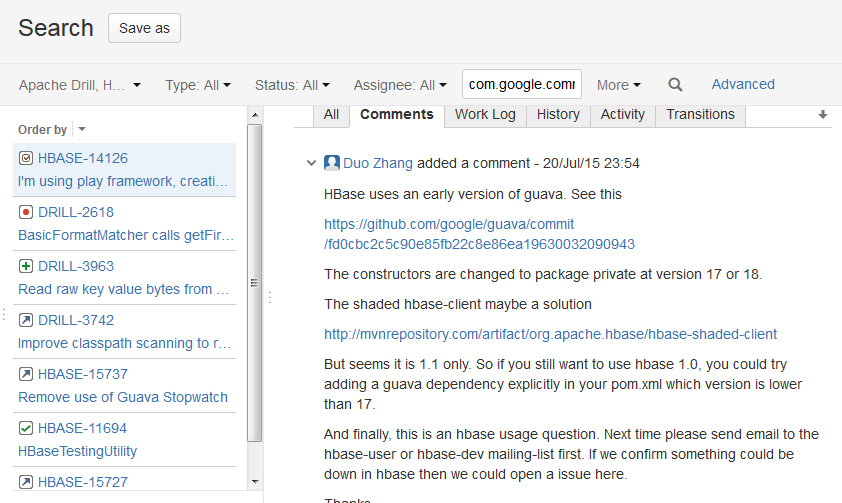 Search Save as
Apache Drill, H... Type: All Status: All Assignee: All com.google.com More Advanced
Order by
HBASE-14126
I'm using play framework, creati...
DRILL-2618
BasicFormatMatcher calls getFir...
DRILL-3963
Read raw key value bytes from ...
DRILL-3742
Improve classpath scanning to r...
HBASE-15737
Remove use of Guava Stopwatch
HBASE-11694
HBaseTestingUtility
HBASE-15727
All Comments Work Log History Activity Transitions
Duo Zhang added a comment - 20/Jul/15 23:54
HBase uses an early version of guava. See this
https://github.com/google/guava/commit
/fd0cbc2c5c90e85fb22c8e86ea19630032090943
The constructors are changed to package private at version 17 or 18.
The shaded hbase-client maybe a solution
http://mvnrepository.com/artifact/org.apache.hbase/hbase-shaded-client
But seems it is 1.1 only. So if you still want to use hbase 1.0, you could try
adding a guava dependency explicitly in your pom.xml which version is lower
than 17.
And finally, this is an hbase usage question. Next time please send email to the
hbase-user or hbase-dev mailing-list first. If we confirm something could be
down in hbase then we could open a issue here.
Thanks